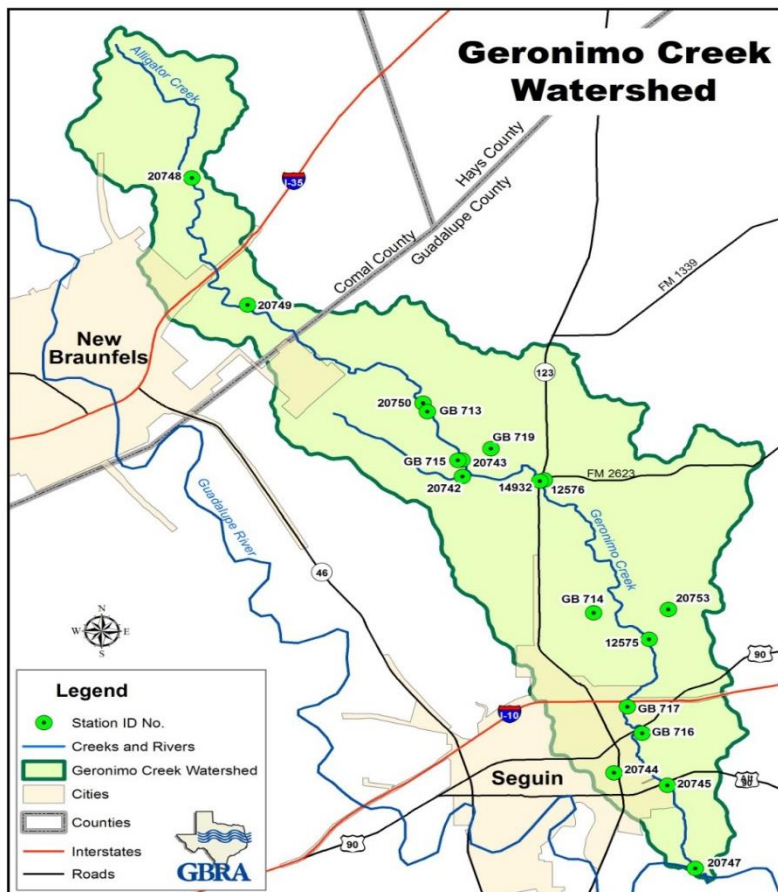 Geronimo Creek
Watershed
Alligator Creek
20748
I-35
Hays County
Comal County
Guadalupe County
FM 1339
20749
New
Braunfels
123
20750
GB 713
GB 719
GB 715
20743
20742
14932
12576
FM 2623
Guadalupe River
Geronimo Creek
46
GB 714
20753
12575
90
N
W
E
S
GB 717
I-10
GB 716
Seguin
20744
20745
90
20747
Legend
Station ID No.
Creeks and Rivers
Geronimo Creek Watershed
Cities
Counties
Interstates
Roads
GBRA